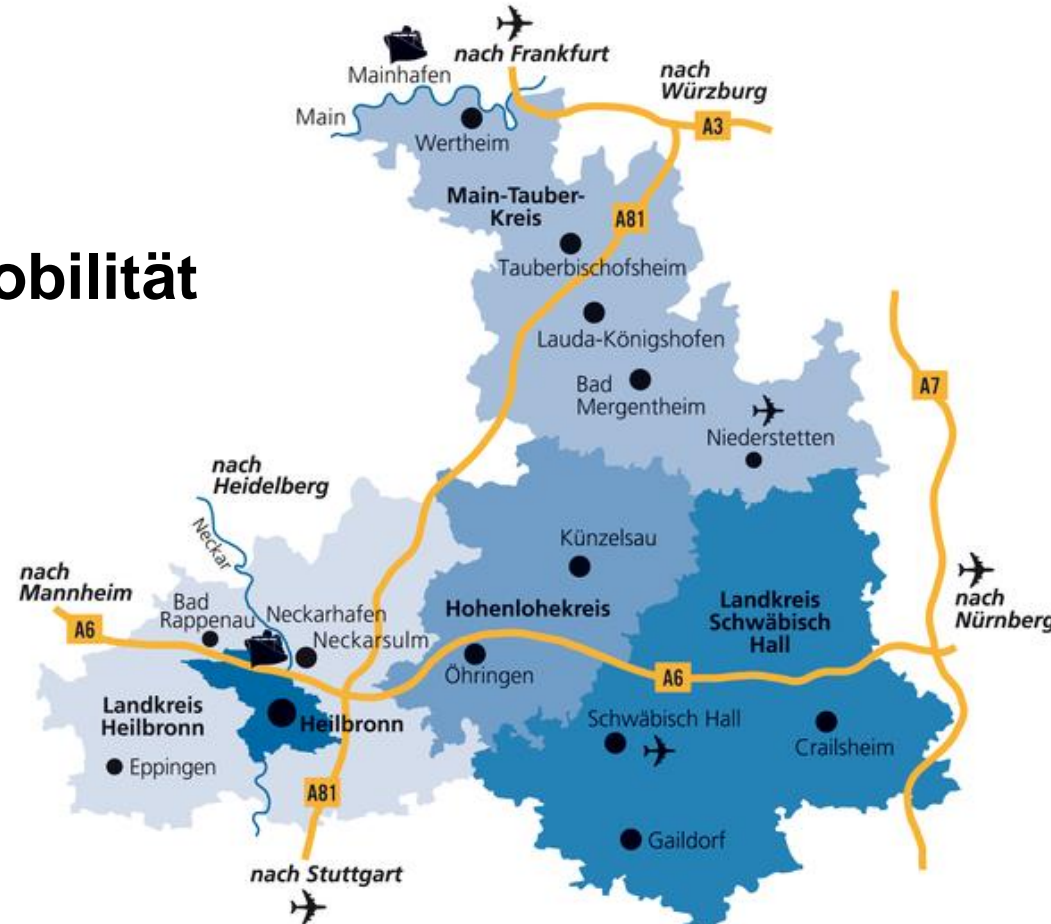 nach Frankfurt
Mainhafen
nach
Würzburg
Main
A3
Wertheim
Main-Tauber-
Kreis
A81
obilität
Tauberbischofsheim
Lauda-Königshofen
Bad
Mergentheim
A7
Niederstetten
nach
Heidelberg
Neckar
Künzelsau
nach
Mannheim
nach
Nürnberg
Bad
Rappenau
Neckarhafen
Hohenlohekreis
Landkreis
Schwäbisch
Hall
A6
Neckarsulm
Öhringen
A6
Landkreis
Heilbronn
Heilbronn
Schwäbisch Hall
Crailsheim
Eppingen
A81
Gaildorf
nach Stuttgart